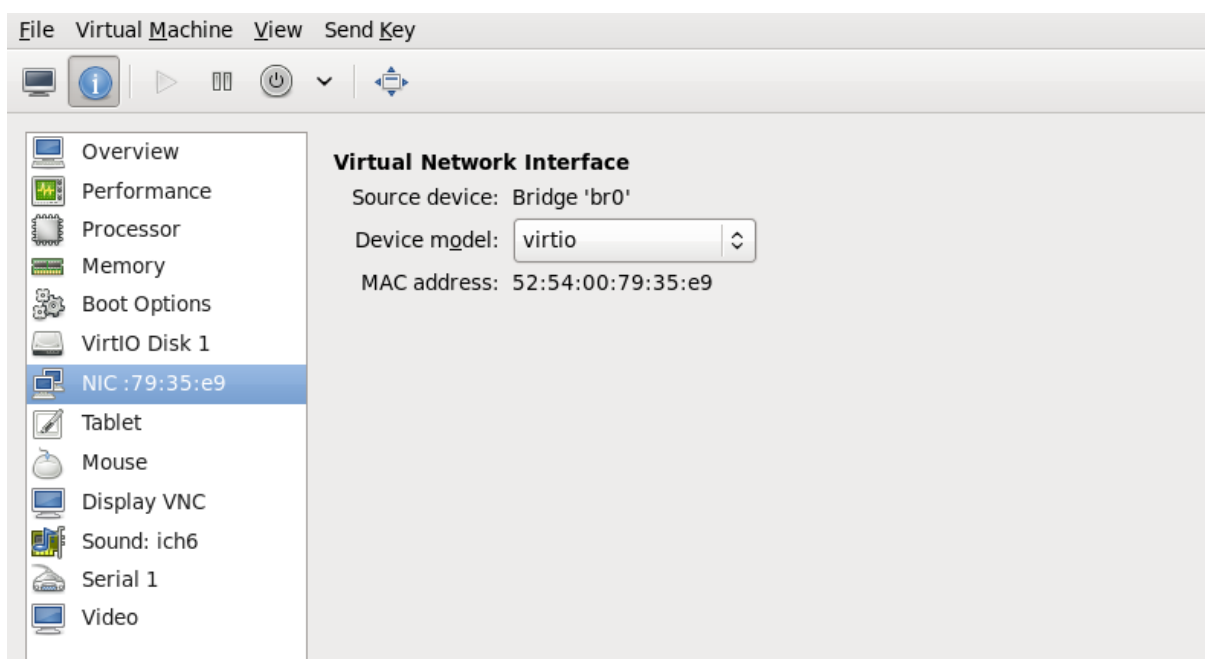 File Virtual Machine View Send Key
Overview
Performance
Processor
Memory
Boot Options
VirtIO Disk 1
NIC :79:35:e9
Tablet
Mouse
Display VNC
Sound: ich6
Serial 1
Video
Virtual Network Interface
Source device: Bridge 'br0'
Device model: virtio
MAC address: 52:54:00:79:35:e9